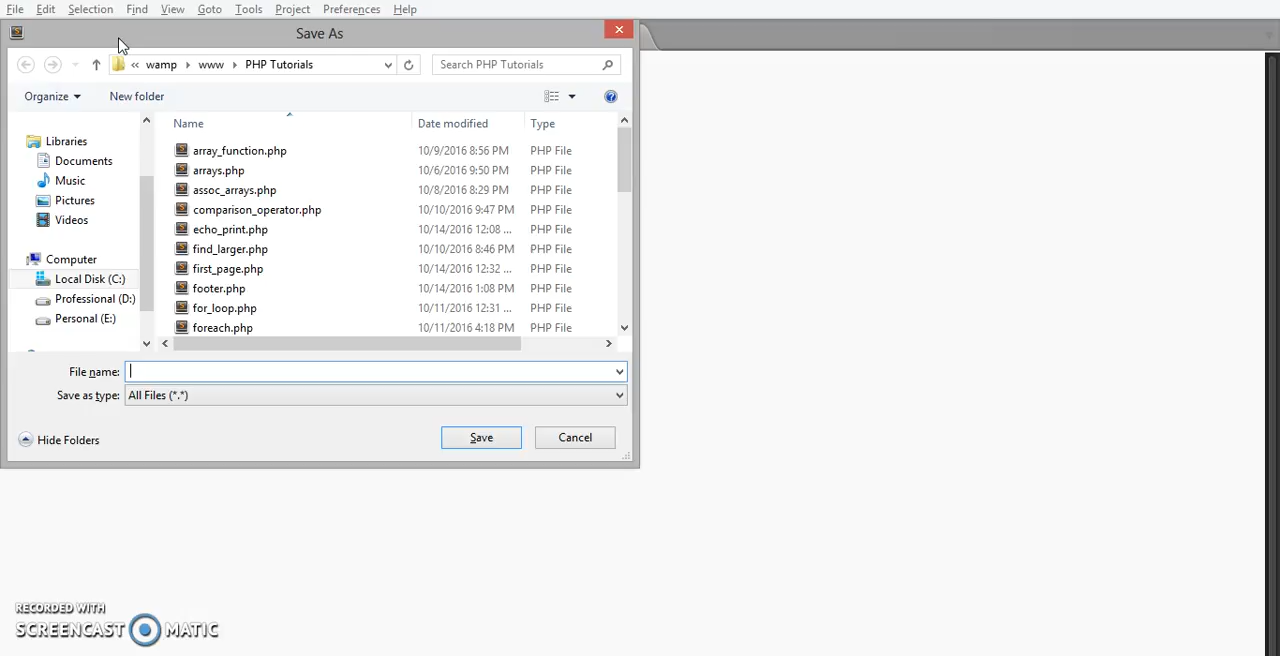 File Edit Selection Find View Goto Tools Project Preferences Help
Save As
« wamp www PHP Tutorials Search PHP Tutorials
Organize New folder
Name Date modified Type
Libraries
Documents
Music
Pictures
Videos
Computer
Local Disk (C:)
Professional (D:)
Personal (E:)
array_function.php 10/9/2016 8:56 PM PHP File
arrays.php 10/6/2016 9:50 PM PHP File
assoc_arrays.php 10/8/2016 8:29 PM PHP File
comparison_operator.php 10/10/2016 9:47 PM PHP File
echo_print.php 10/14/2016 12:08 ... PHP File
find_larger.php 10/10/2016 8:46 PM PHP File
first_page.php 10/14/2016 12:32 ... PHP File
footer.php 10/14/2016 1:08 PM PHP File
for_loop.php 10/11/2016 12:31 ... PHP File
foreach.php 10/11/2016 4:18 PM PHP File
File name:
Save as type: All Files (*.*)
Hide Folders Save Cancel
RECORDED WITH
SCREENCAST MATIC